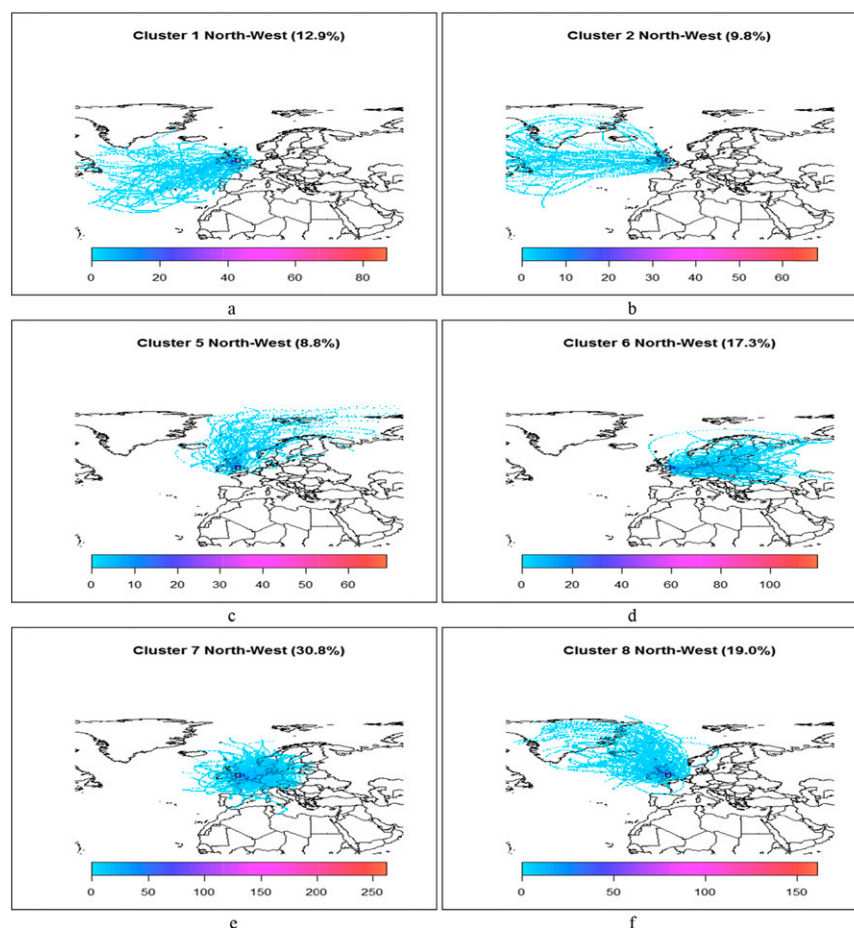 Cluster 1 North-West (12.9%)
0 20 40 60 80
a
Cluster 2 North-West (9.8%)
0 10 20 30 40 50 60
b
Cluster 5 North-West (8.8%)
0 10 20 30 40 50 60
c
Cluster 6 North-West (17.3%)
0 20 40 60 80 100
d
Cluster 7 North-West (30.8%)
0 50 100 150 200 250
e
Cluster 8 North-West (19.0%)
0 50 100 150
f